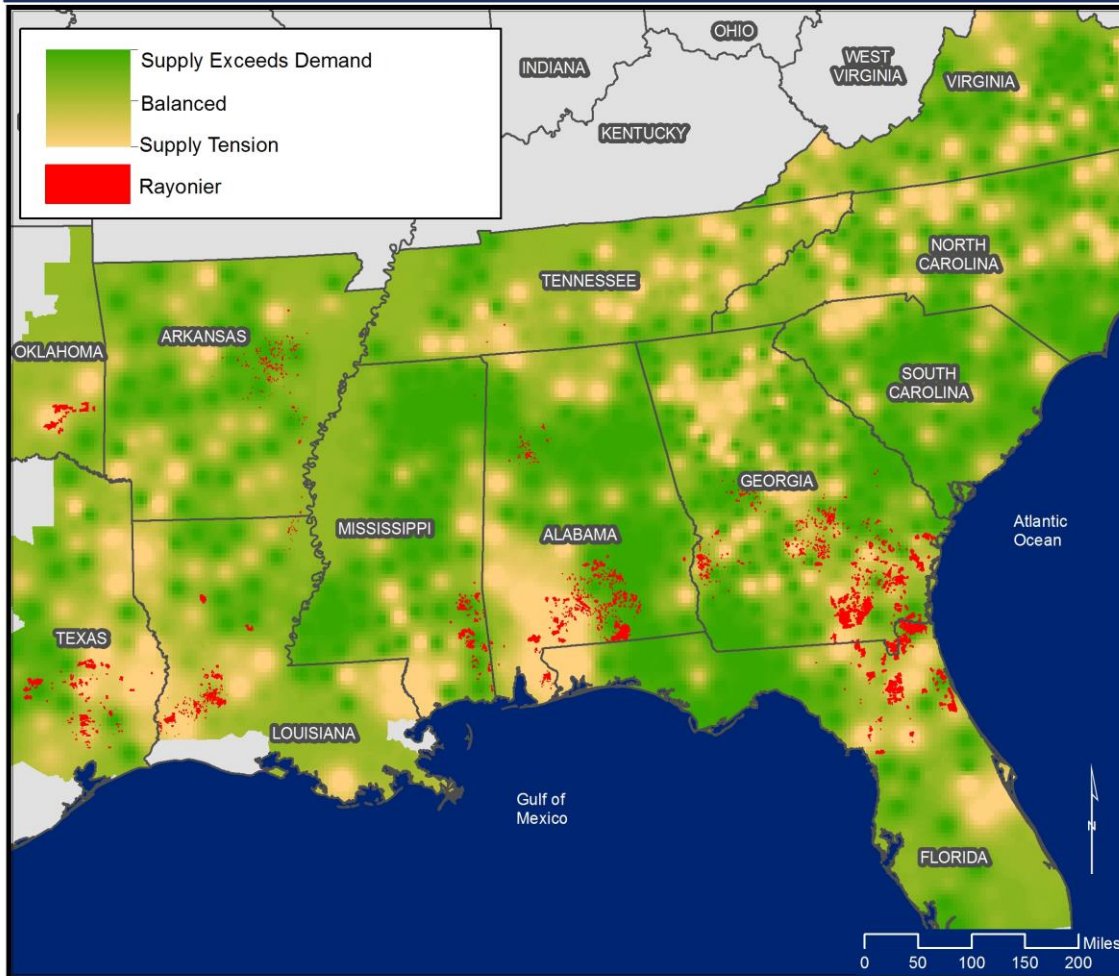 Supply Exceeds Demand
Balanced
Supply Tension
Rayonier
OHIO
INDIANA
WEST
VIRGINIA
VIRGINIA
KENTUCKY
NORTH
CAROLINA
TENNESSEE
ARKANSAS
OKLAHOMA
SOUTH
CAROLINA
GEORGIA
MISSISSIPPI
ALABAMA
Atlantic
Ocean
TEXAS
LOUISIANA
Gulf of
Mexico
N
FLORIDA
Miles
0 50 100 150 200